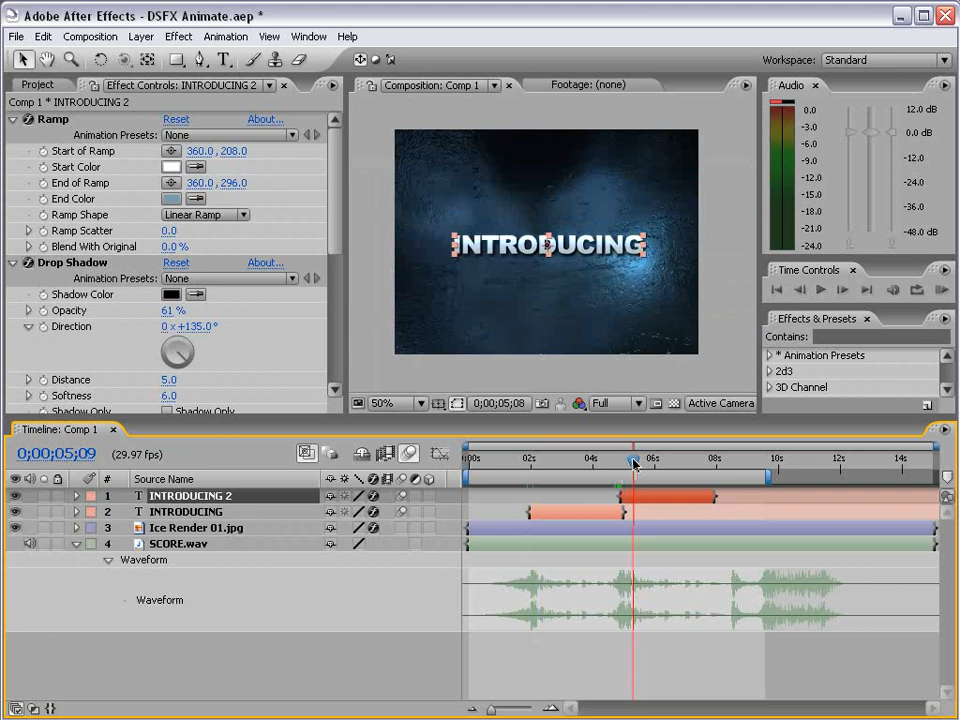 Adobe After Effects - DSFX Animate.aep *
File Edit Composition Layer Effect Animation View Window Help
Workspace: Standard
Project Effect Controls: INTRODUCING 2
Comp 1 * INTRODUCING 2
Ramp Reset About...
Animation Presets: None
Start of Ramp 360.0, 208.0
Start Color
End of Ramp 360.0, 296.0
End Color
Ramp Shape Linear Ramp
Ramp Scatter 0.0
Blend With Original 0.0 %
Drop Shadow Reset About...
Animation Presets: None
Shadow Color
Opacity 61 %
Direction 0 x +135.0°
Distance 5.0
Softness 6.0
Shadow Only Shadow Only
Composition: Comp 1 Footage: (none)
INTRODUCING
50% 0;00;05;08 Full Active Camera
Audio
0.0 12.0 dB
-3.0
-6.0 0.0 dB
-9.0
-12.0 -12.0 dB
-15.0 -24.0
-18.0 -36.0
-21.0 -48.0 dB
-24.0
Time Controls
Effects & Presets
Contains:
* Animation Presets
2d3
3D Channel
Timeline: Comp 1
0;00;05;09 (29.97 fps)
:00s 02s 04s 06s 08s 10s 12s 14s
# Source Name
1 T INTRODUCING 2
2 T INTRODUCING
3 Ice Render 01.jpg
4 SCORE.wav
Waveform
Waveform